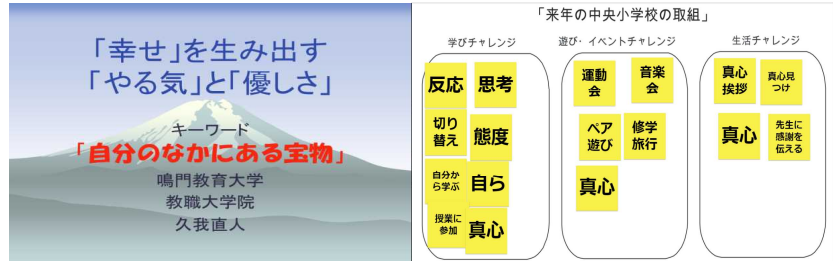 「幸せ」を生み出す
「やる気」と「優しさ」
キーワード
「自分のなかにある宝物」
鳴門教育大学
教職大学院
久我直人
「来年の中央小学校の取組」
学びチャレンジ
反応
思考
切り
替え
態度
自分か
ら学ぶ
自ら
授業に
参加
真心
遊び・イベントチャレンジ
運動
会
音楽
会
ペア
遊び
修学
旅行
真心
生活チャレンジ
真心
挨拶
真心見
つけ
真心
先生に
感謝を
伝える